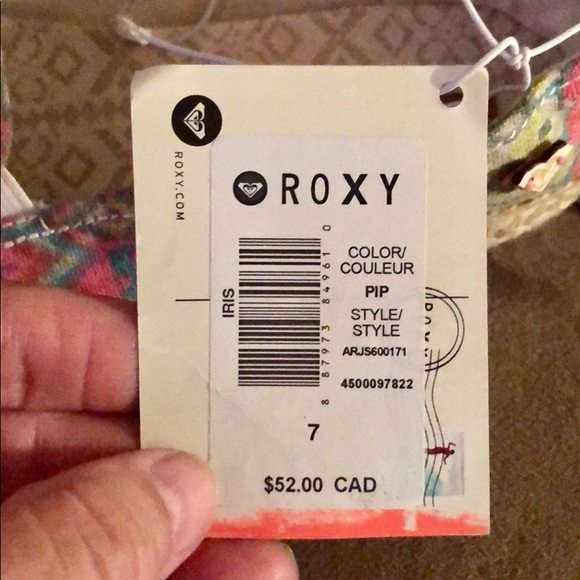 ROXY.COM
ROXY
IRIS
8 87973 84961 0
COLOR/
COULEUR
PIP
STYLE/
STYLE
ARJS600171
4500097822
7
$52.00 CAD